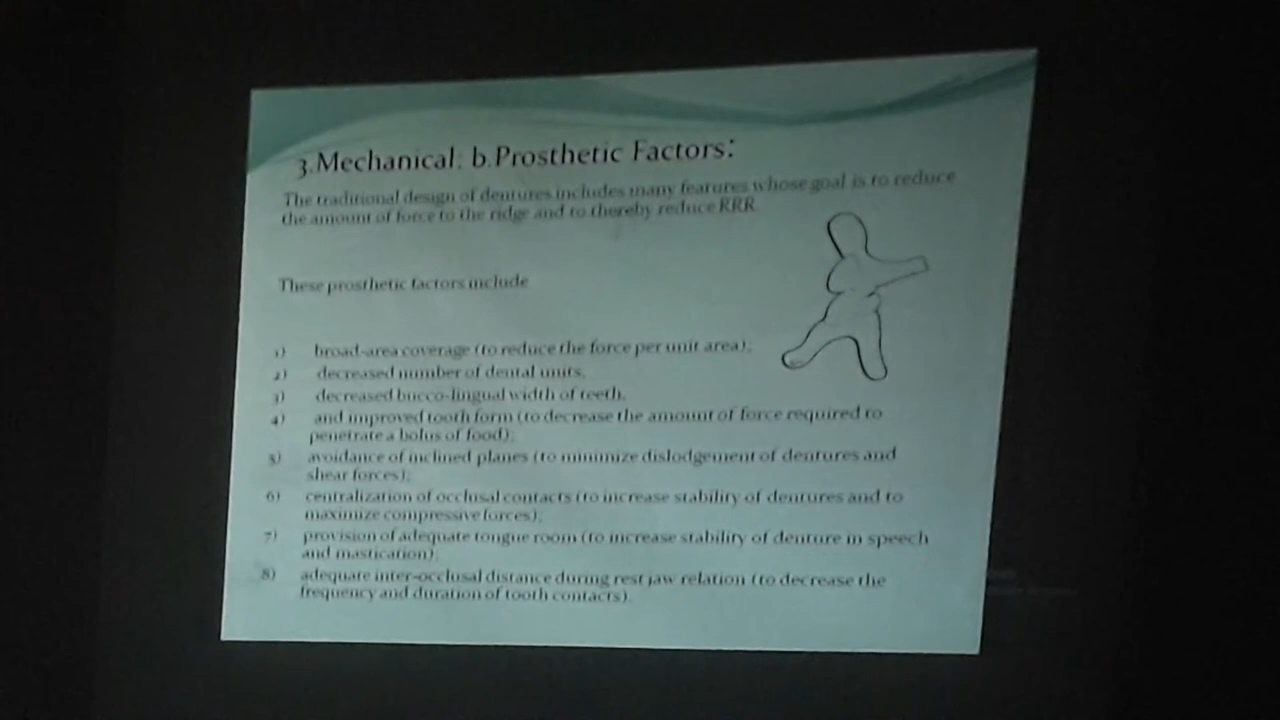 3.Mechanical: b.Prosthetic Factors:
The traditional design of dentures includes many features whose goal is to reduce
the amount of force to the ridge and to thereby reduce RRR.
These prosthetic factors include
1) broad-area coverage (to reduce the force per unit area);
2) decreased number of dental units;
3) decreased bucco-lingual width of teeth,
4) and improved tooth form (to decrease the amount of force required to
penetrate a bolus of food);
5) avoidance of inclined planes (to minimize dislodgement of dentures and
shear forces);
6) centralization of occlusal contacts (to increase stability of dentures and to
maximize compressive forces);
7) provision of adequate tongue room (to increase stability of denture in speech
and mastication);
8) adequate inter-occlusal distance during rest jaw relation (to decrease the
frequency and duration of tooth contacts).